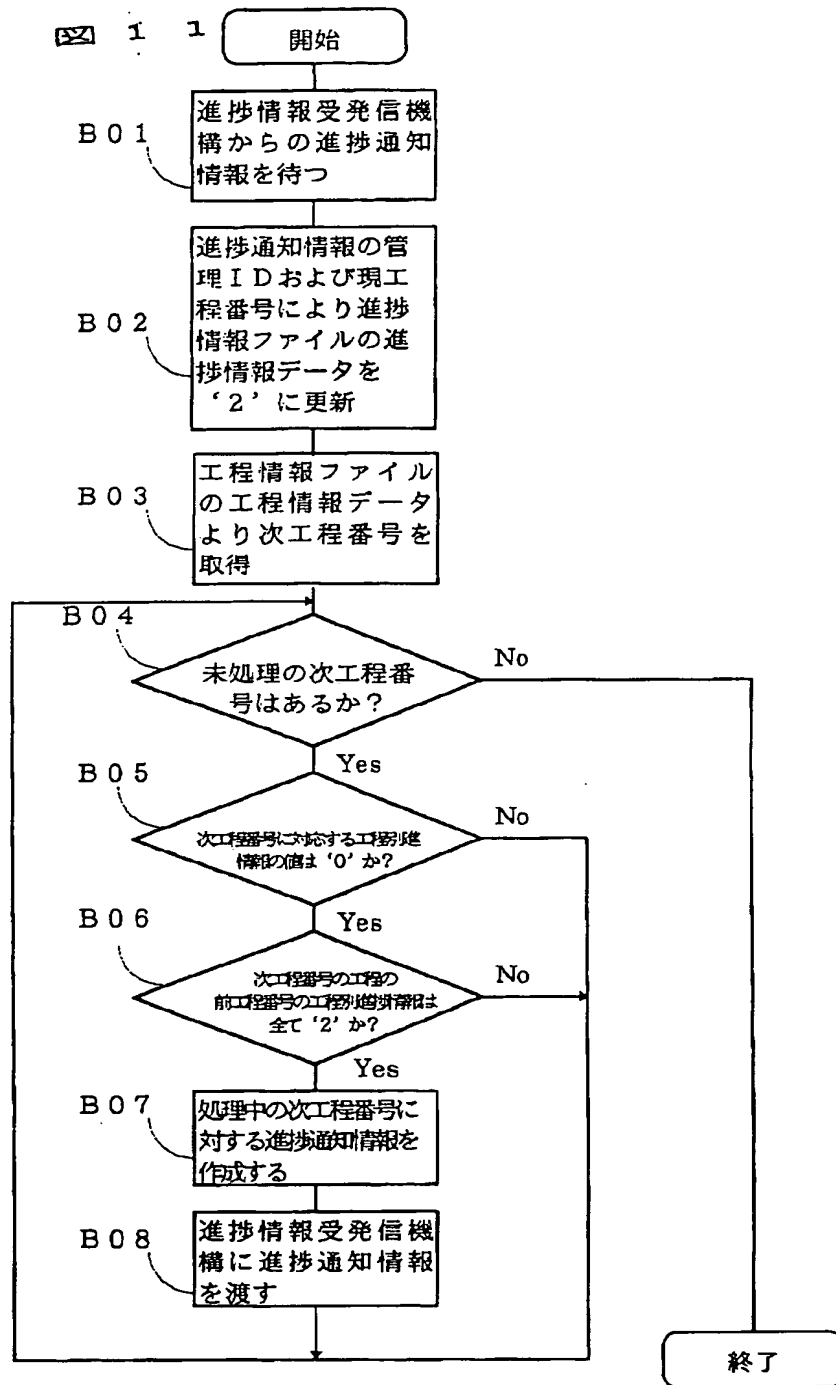 図 1 1
開始
B01
進捗情報受発信機
構からの進捗通知
情報を待つ
B02
進捗通知情報の管
理IDおよび現工
程番号により進捗
情報ファイルの進
捗情報データを
‘2’に更新
B03
工程情報ファイル
の工程情報データ
より次工程番号を
取得
B04
未処理の次工程番
号はあるか？
No
Yes
B05
次工程番号に対応する工程別進
情報の値は‘0’か？
No
Yes
B06
次工程番号の工程の
前工程番号の工程別進捗情報は
全て‘2’か？
No
Yes
B07
処理中の次工程番号に
対する進捗通知情報を
作成する
B08
進捗情報受発信機
構に進捗通知情報
を渡す
終了